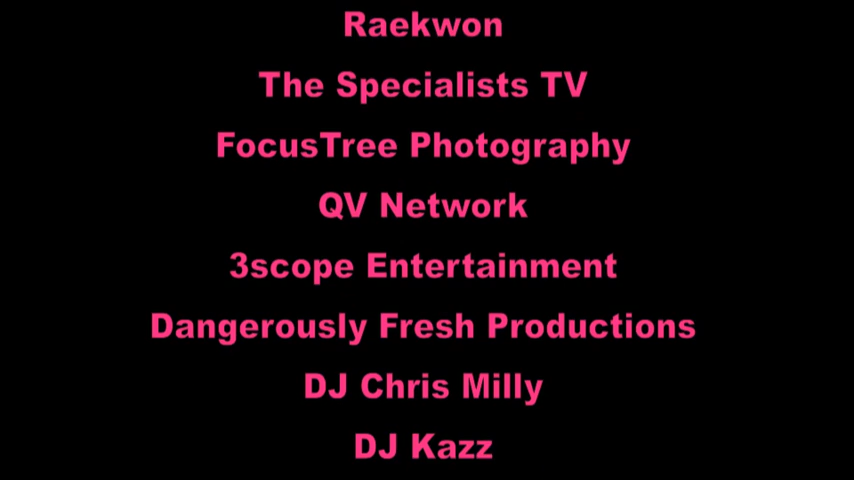 Raekwon
The Specialists TV
FocusTree Photography
QV Network
3scope Entertainment
Dangerously Fresh Productions
DJ Chris Milly
DJ Kazz